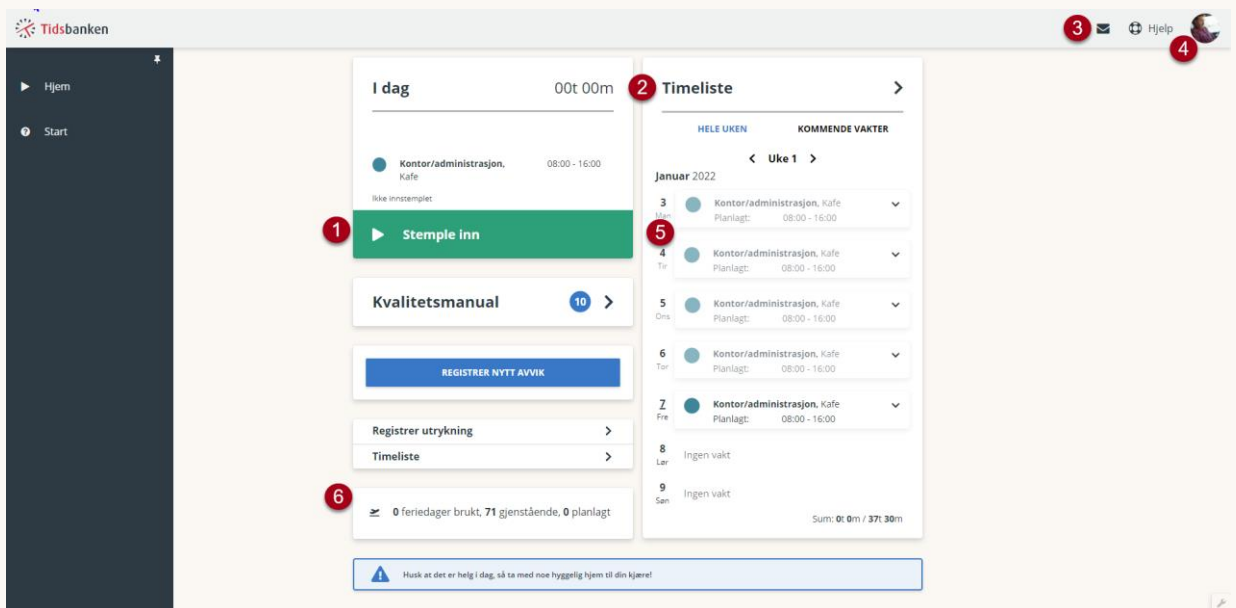 Tidsbanken
3
Hjelp
4
Hjem
Start
I dag 00t 00m
Kontor/administrasjon, 08:00 - 16:00
Kafe
Ikke innstemplet
1
Stemple inn
Kvalitetsmanual 10
REGISTRER NYTT AVVIK
Registrer utrykning
Timeliste
6
0 feriedager brukt, 71 gjenstående, 0 planlagt
2
Timeliste
HELE UKEN KOMMENDE VAKTER
Uke 1
Januar 2022
3 Kontor/administrasjon, Kafe
Man Planlagt: 08:00 - 16:00
5
4 Kontor/administrasjon, Kafe
Tir Planlagt: 08:00 - 16:00
5 Kontor/administrasjon, Kafe
Ons Planlagt: 08:00 - 16:00
6 Kontor/administrasjon, Kafe
Tor Planlagt: 08:00 - 16:00
7 Kontor/administrasjon, Kafe
Fre Planlagt: 08:00 - 16:00
8 Ingen vakt
Lør
9 Ingen vakt
Søn
Sum: 0t 0m / 37t 30m
Husk at det er helg i dag, så ta med noe hyggelig hjem til din kjære!